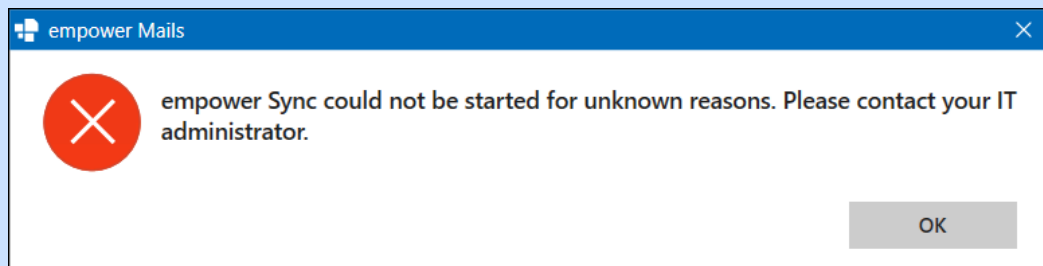 empower Mails
empower Sync could not be started for unknown reasons. Please contact your IT
administrator.
OK